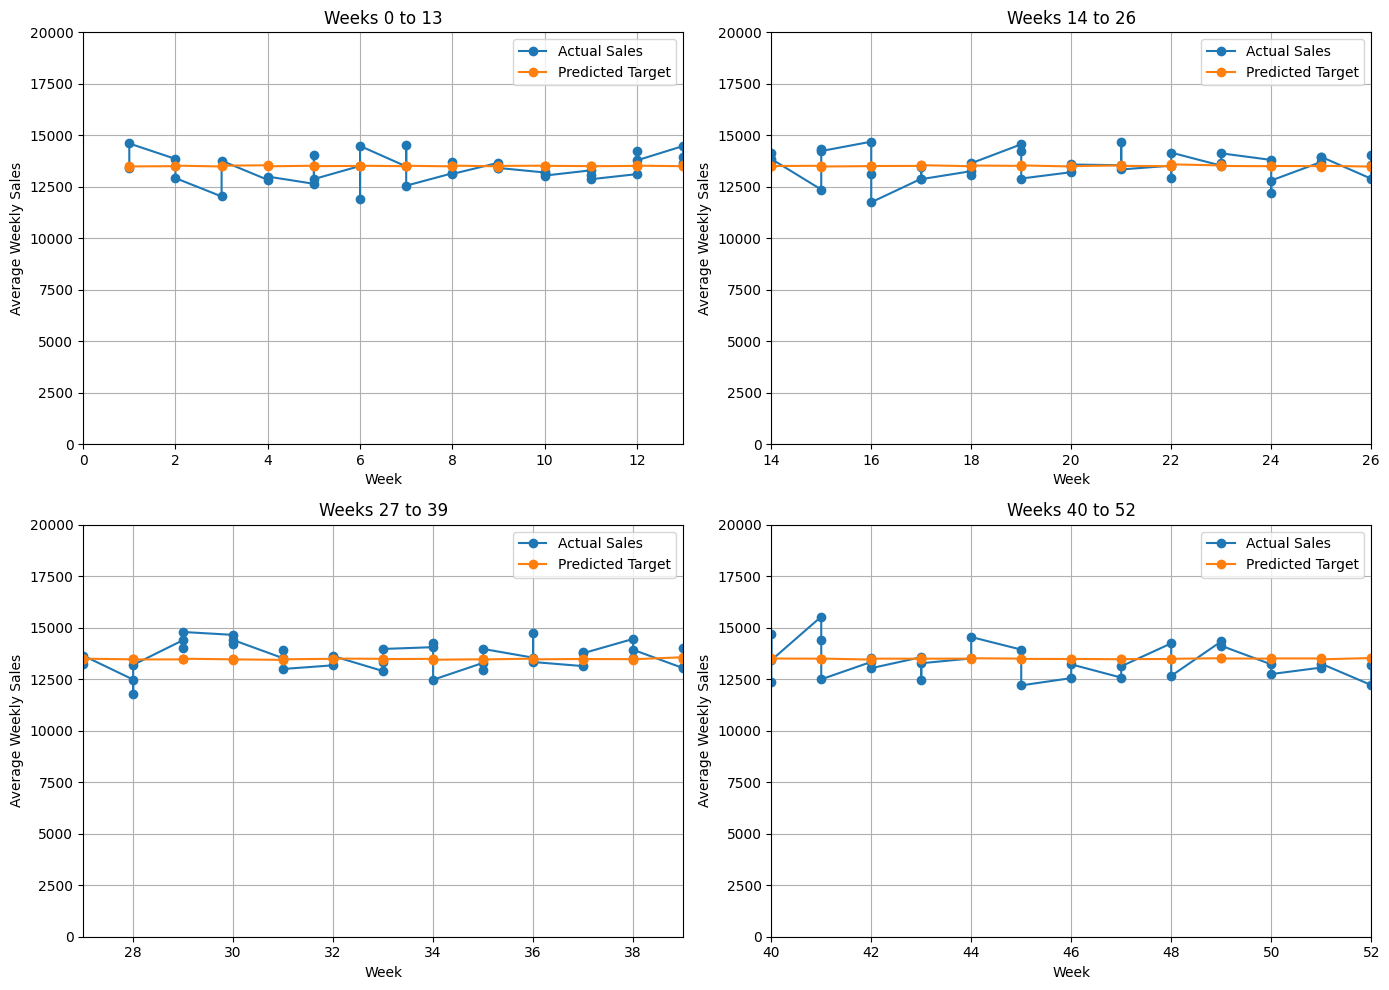 Weeks 0 to 13
Average Weekly Sales
20000
17500
15000
12500
10000
7500
5000
2500
0
Actual Sales
Predicted Target
0 2 4 6 8 10 12
Week
Weeks 14 to 26
Average Weekly Sales
20000
17500
15000
12500
10000
7500
5000
2500
0
Actual Sales
Predicted Target
14 16 18 20 22 24 26
Week
Weeks 27 to 39
Average Weekly Sales
20000
17500
15000
12500
10000
7500
5000
2500
0
Actual Sales
Predicted Target
28 30 32 34 36 38
Week
Weeks 40 to 52
Average Weekly Sales
20000
17500
15000
12500
10000
7500
5000
2500
0
Actual Sales
Predicted Target
40 42 44 46 48 50 52
Week